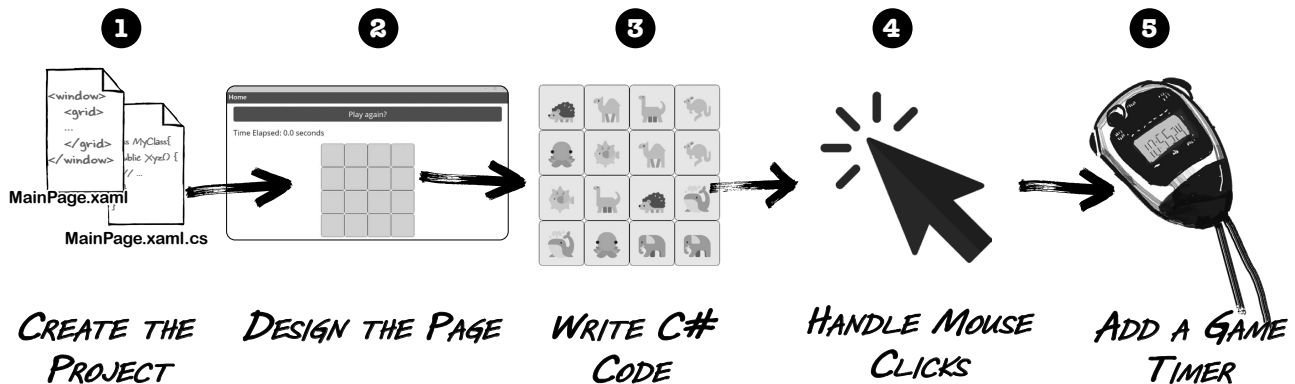 1
2
3
4
5
<window>
<grid>
...
</grid>
</window>
MyClass{
Xyz() {
// ...
}
MainPage.xaml
MainPage.xaml.cs
Home
Play again?
Time Elapsed: 0.0 seconds
CREATE THE
PROJECT
DESIGN THE PAGE
WRITE C#
CODE
HANDLE MOUSE
CLICKS
ADD A GAME
TIMER